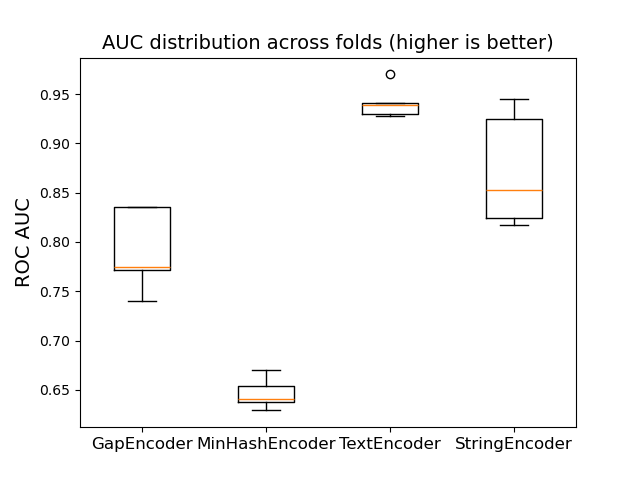 AUC distribution across folds (higher is better)
ROC AUC
0.95
0.90
0.85
0.80
0.75
0.70
0.65
GapEncoder MinHashEncoder TextEncoder StringEncoder